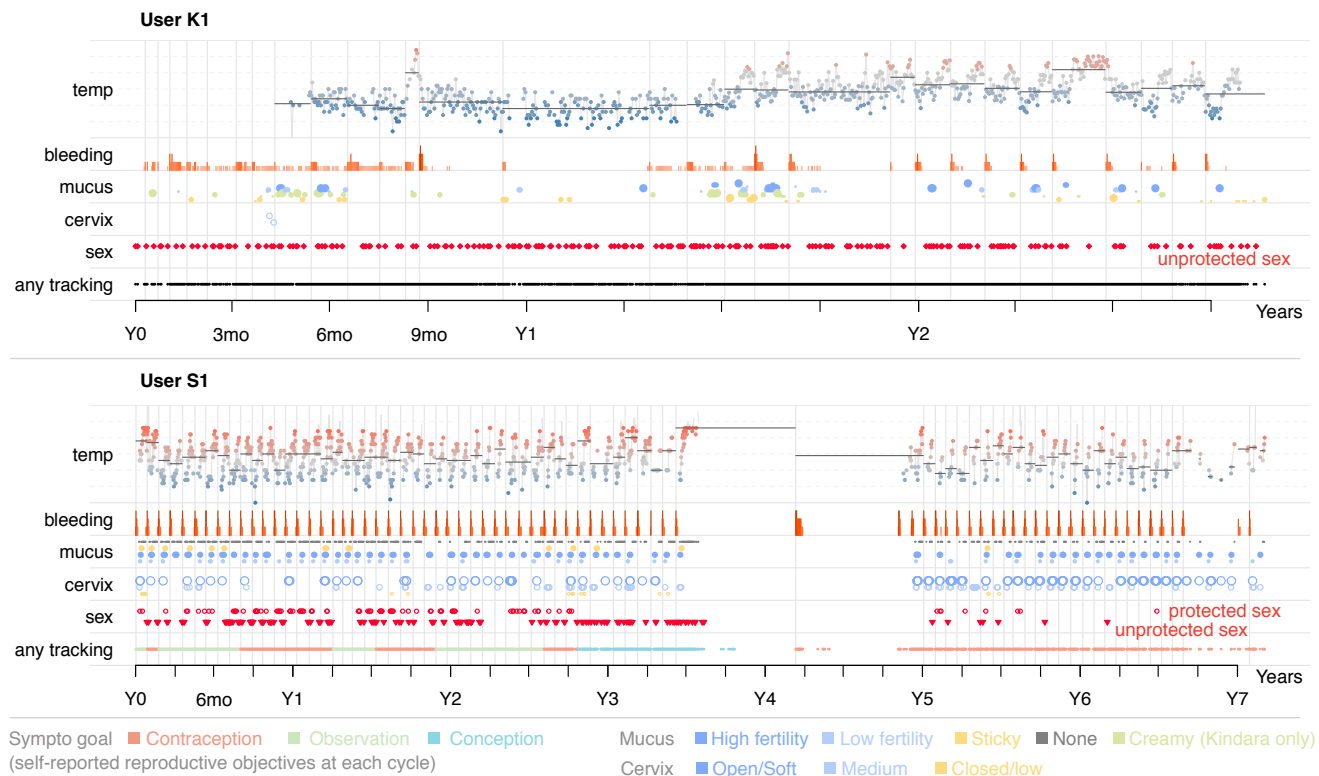 User K1
temp
bleeding
mucus
cervix
sex
unprotected sex
any tracking
Years
Y0 3mo 6mo 9mo Y1 Y2
User S1
temp
bleeding
mucus
cervix
sex
protected sex
unprotected sex
any tracking
Years
Y0 6mo Y1 Y2 Y3 Y4 Y5 Y6 Y7
Sympto goal Contraception Observation Conception Mucus High fertility Low fertility Sticky None Creamy (Kindara only)
(self-reported reproductive objectives at each cycle) Cervix Open/Soft Medium Closed/low